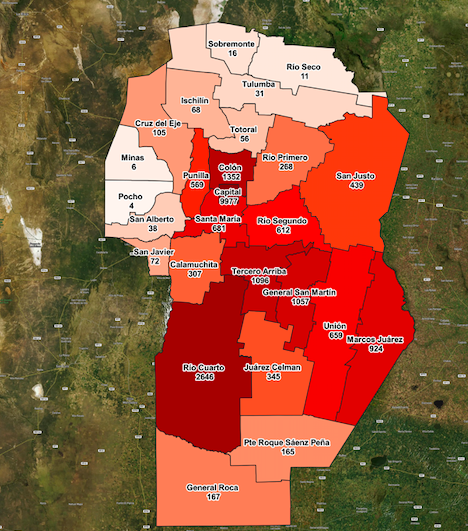 Sobremonte
16
Río Seco
11
Tulumba
31
Ischilín
68
Cruz del Eje
105
Totoral
56
Río Primero
268
Minas
6
Punilla
569
Colón
1352
San Justo
439
Capital
9977
Pocho
4
San Alberto
38
Santa María
681
Río Segundo
612
San Javier
72
Calamuchita
307
Tercero Arriba
1096
General San Martín
1057
Unión
659
Marcos Juárez
924
Río Cuarto
2646
Juárez Celman
345
Pte Roque Sáenz Peña
165
General Roca
167